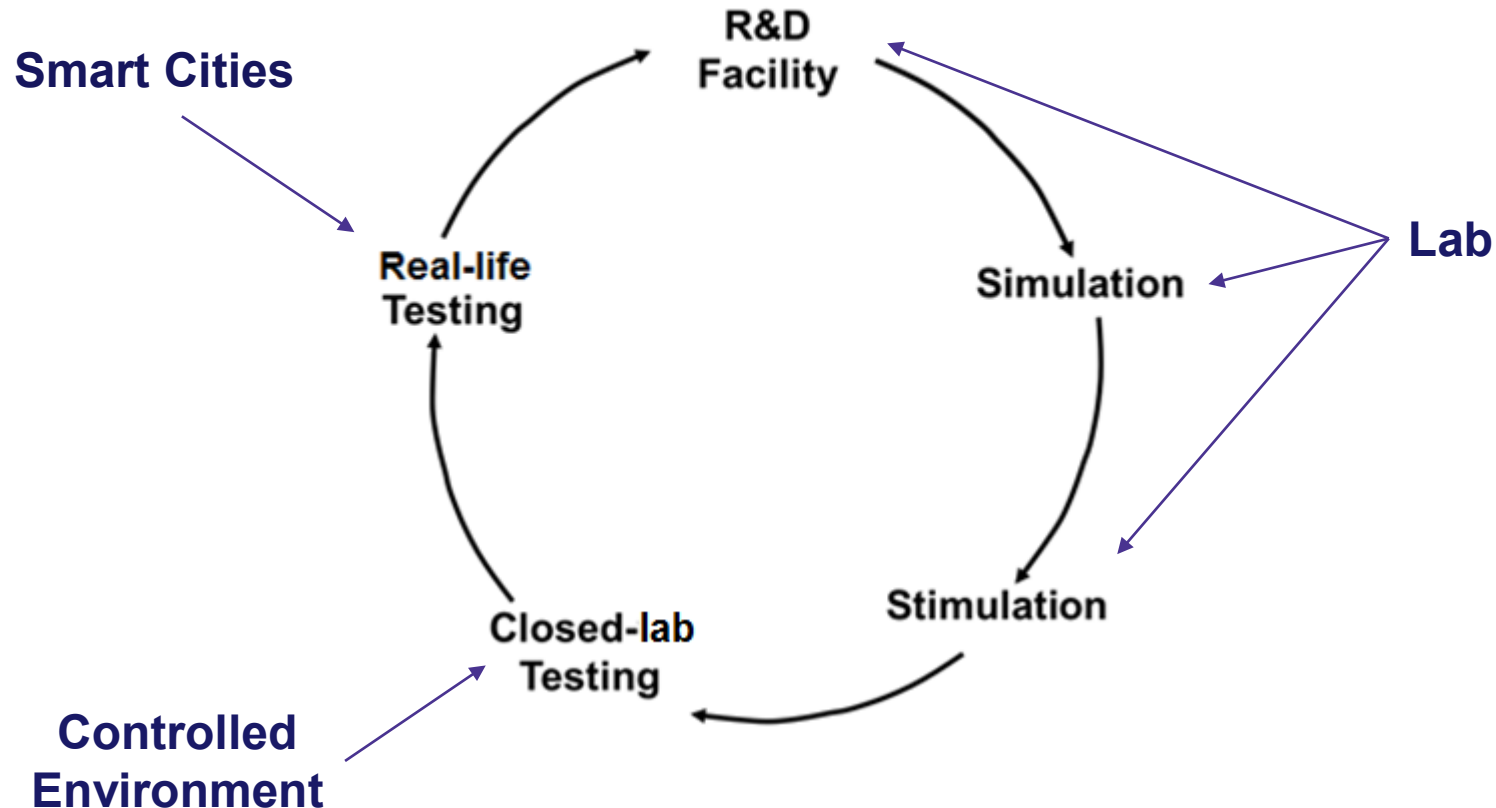 R&D
Facility
Smart Cities
Lab
Real-life
Testing
Simulation
Stimulation
Closed-lab
Testing
Controlled
Environment